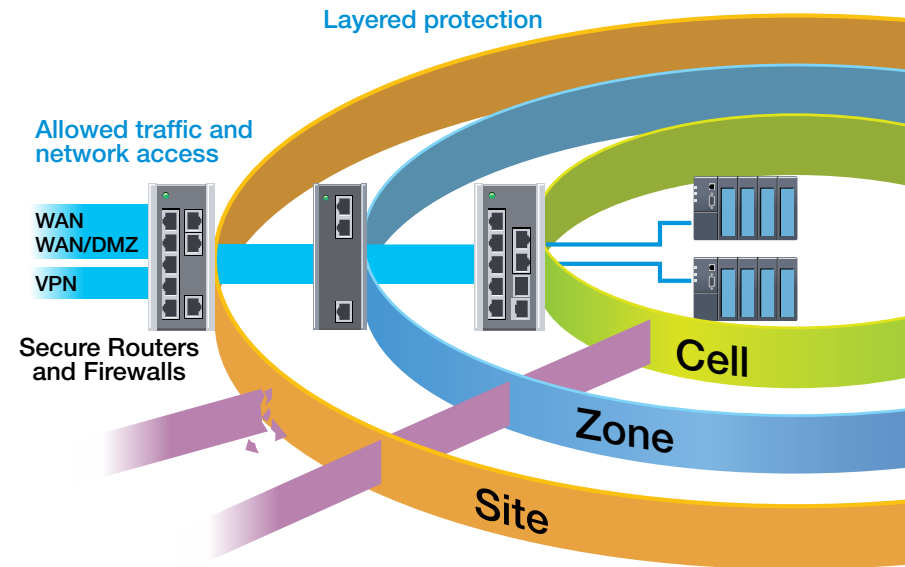 Layered protection
Allowed traffic and
network access
WAN
WAN/DMZ
VPN
Secure Routers
and Firewalls
Cell
Zone
Site